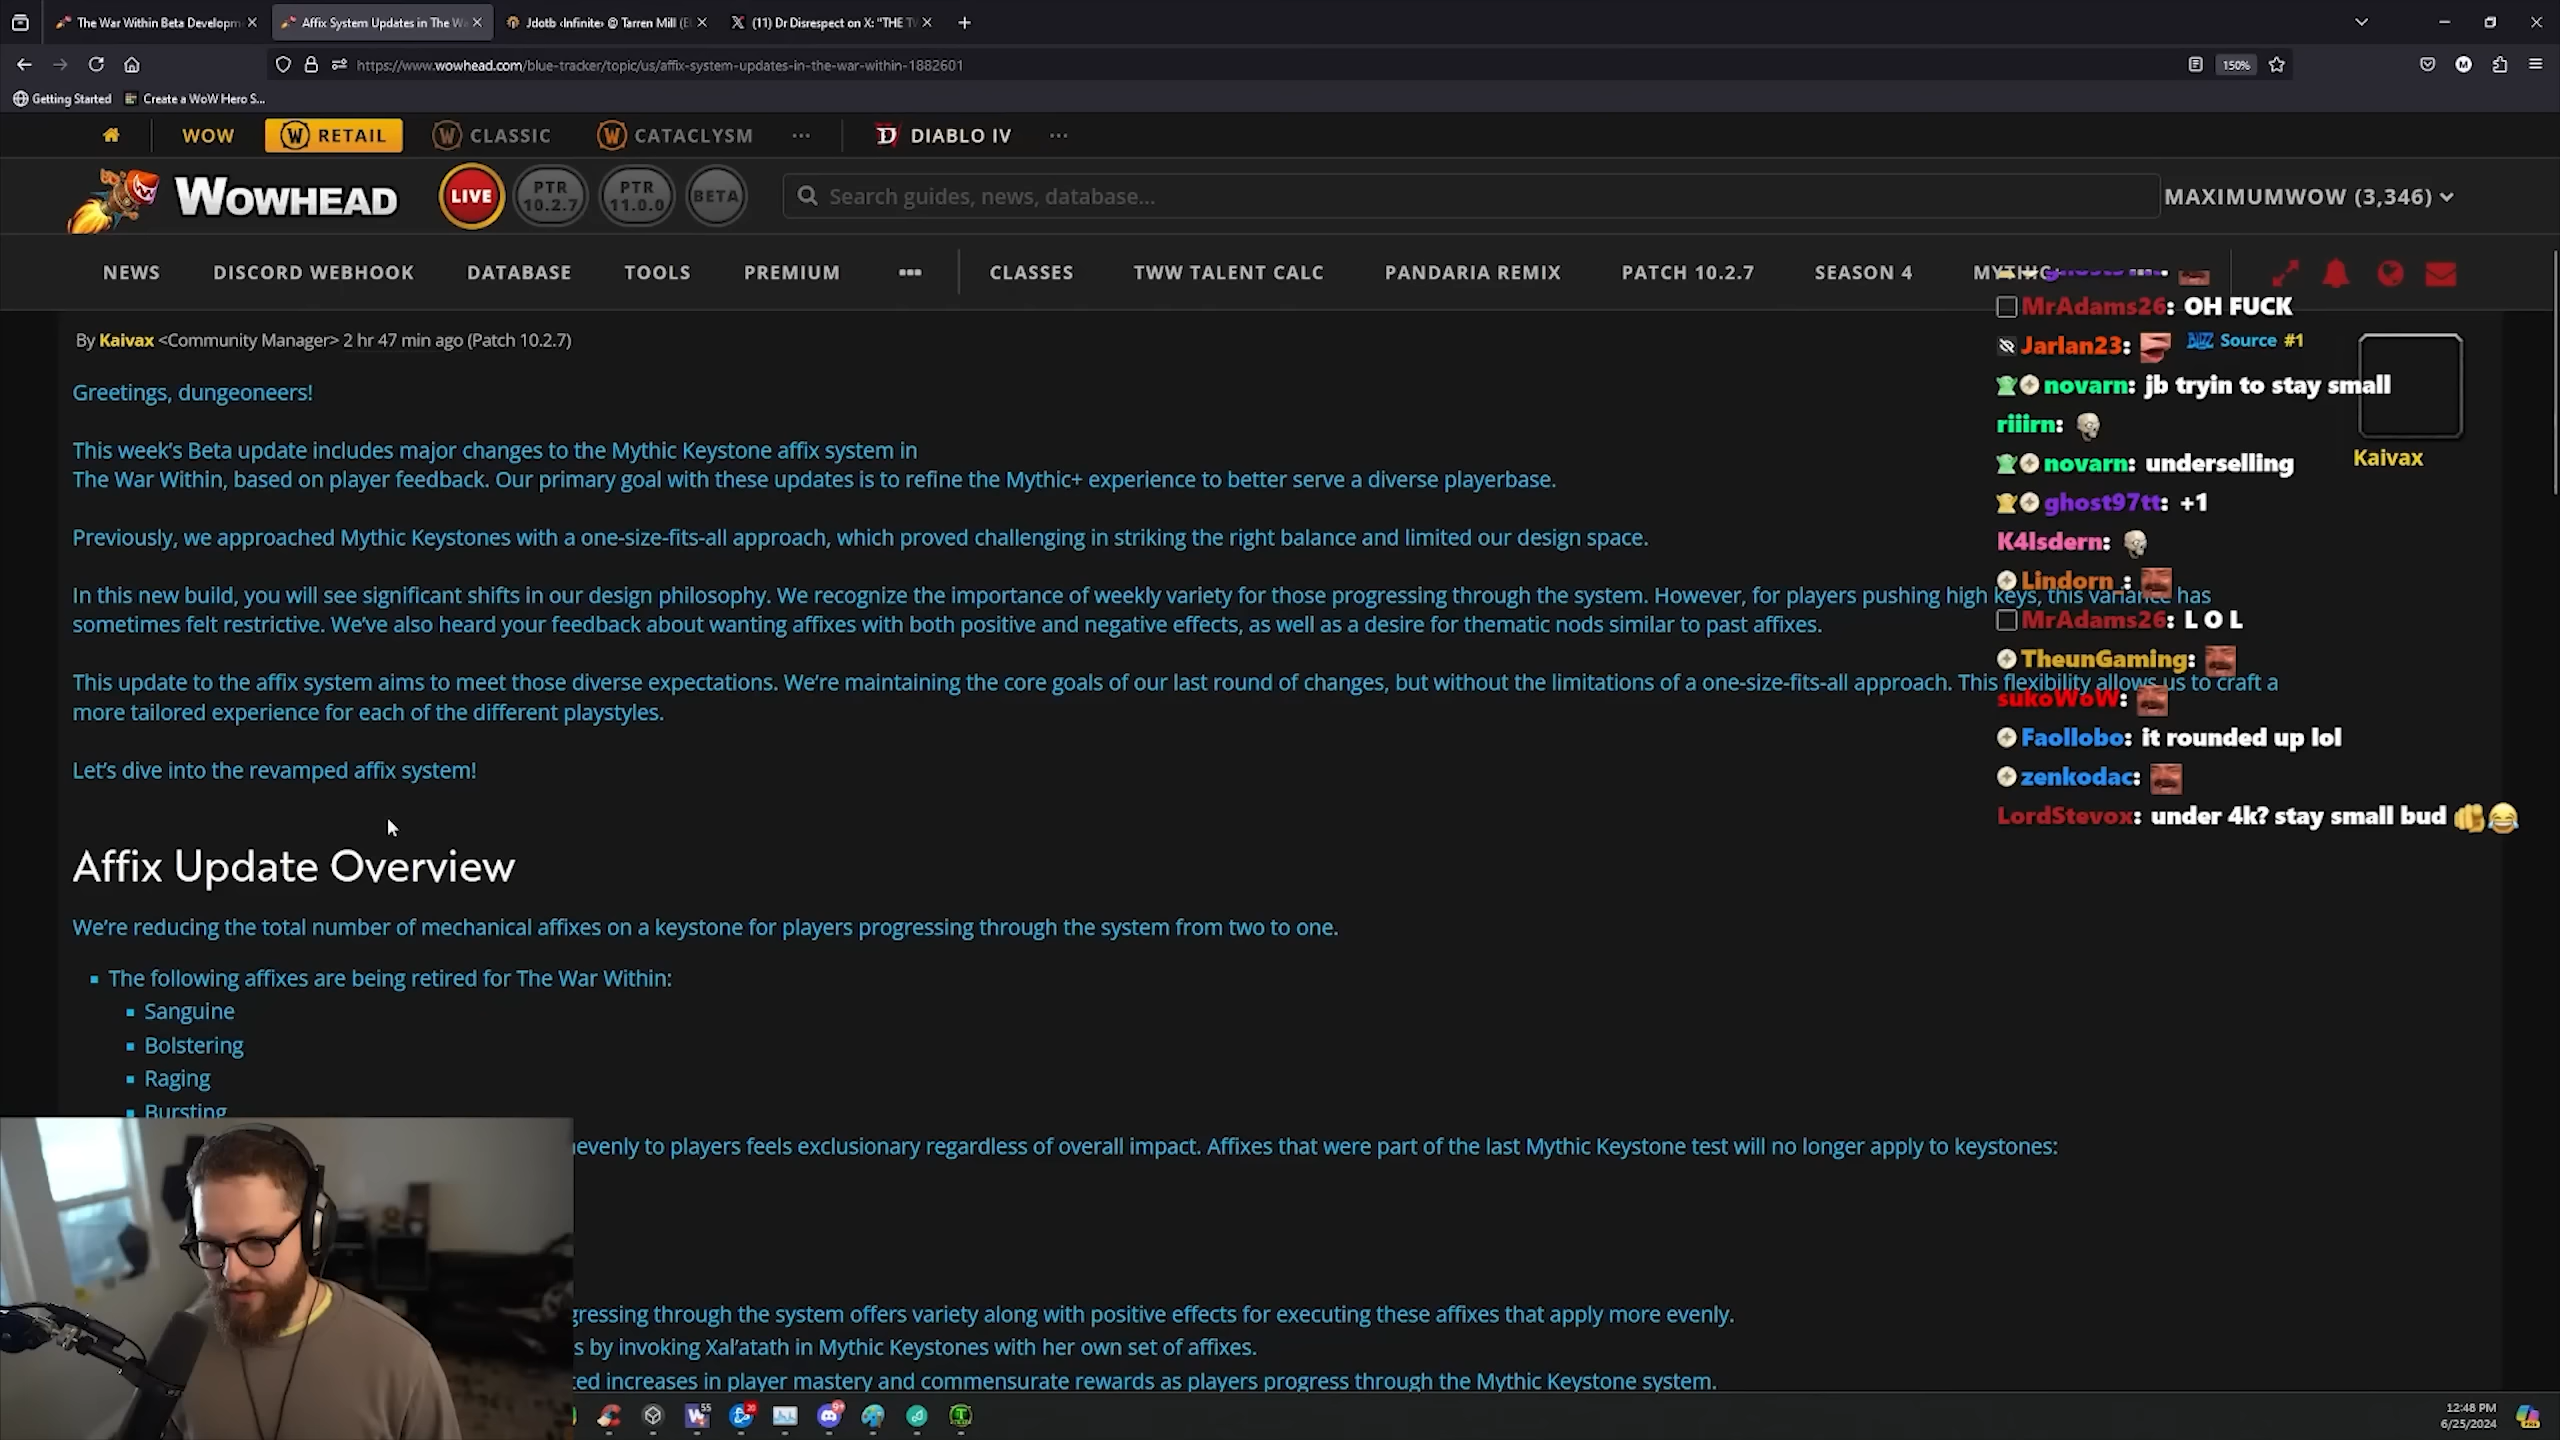 The War Within Beta Developm
Affix System Updates in The Wa
Jdotb ‹Infinite› @ Tarren Mill (E
(11) Dr Disrespect on X: "THE TW
https://www.wowhead.com/blue-tracker/topic/us/affix-system-updates-in-the-war-within-1882601
150%
M
Getting Started
Create a WoW Hero S...
WOW
RETAIL
CLASSIC
CATACLYSM
DIABLO IV
WOWHEAD
LIVE
PTR 10.2.7
PTR 11.0.0
BETA
Search guides, news, database...
MAXIMUMWOW (3,346)
NEWS
DISCORD WEBHOOK
DATABASE
TOOLS
PREMIUM
CLASSES
TWW TALENT CALC
PANDARIA REMIX
PATCH 10.2.7
SEASON 4
MYTHIC+
By Kaivax <Community Manager> 2 hr 47 min ago (Patch 10.2.7)
Source #1
Kaivax
Greetings, dungeoneers!
This week's Beta update includes major changes to the Mythic Keystone affix system in
The War Within, based on player feedback. Our primary goal with these updates is to refine the Mythic+ experience to better serve a diverse playerbase.
Previously, we approached Mythic Keystones with a one-size-fits-all approach, which proved challenging in striking the right balance and limited our design space.
In this new build, you will see significant shifts in our design philosophy. We recognize the importance of weekly variety for those progressing through the system. However, for players pushing high keys, this variance has
sometimes felt restrictive. We've also heard your feedback about wanting affixes with both positive and negative effects, as well as a desire for thematic nods similar to past affixes.
This update to the affix system aims to meet those diverse expectations. We're maintaining the core goals of our last round of changes, but without the limitations of a one-size-fits-all approach. This flexibility allows us to craft a
more tailored experience for each of the different playstyles.
Let's dive into the revamped affix system!
Affix Update Overview
We're reducing the total number of mechanical affixes on a keystone for players progressing through the system from two to one.
The following affixes are being retired for The War Within:
Sanguine
Bolstering
Raging
Bursting
evenly to players feels exclusionary regardless of overall impact. Affixes that were part of the last Mythic Keystone test will no longer apply to keystones:
gressing through the system offers variety along with positive effects for executing these affixes that apply more evenly.
s by invoking Xal'atath in Mythic Keystones with her own set of affixes.
ted increases in player mastery and commensurate rewards as players progress through the Mythic Keystone system.
MrAdams26: OH FUCK
Jarlan23:
novarn: jb tryin to stay small
riiirn:
novarn: underselling
ghost97tt: +1
K4lsdern:
Lindorn :
MrAdams26: L O L
TheunGaming:
sukoWoW:
Faollobo: it rounded up lol
zenkodac:
LordStevox: under 4k? stay small bud
55
20
9+
12:48 PM
6/25/2024